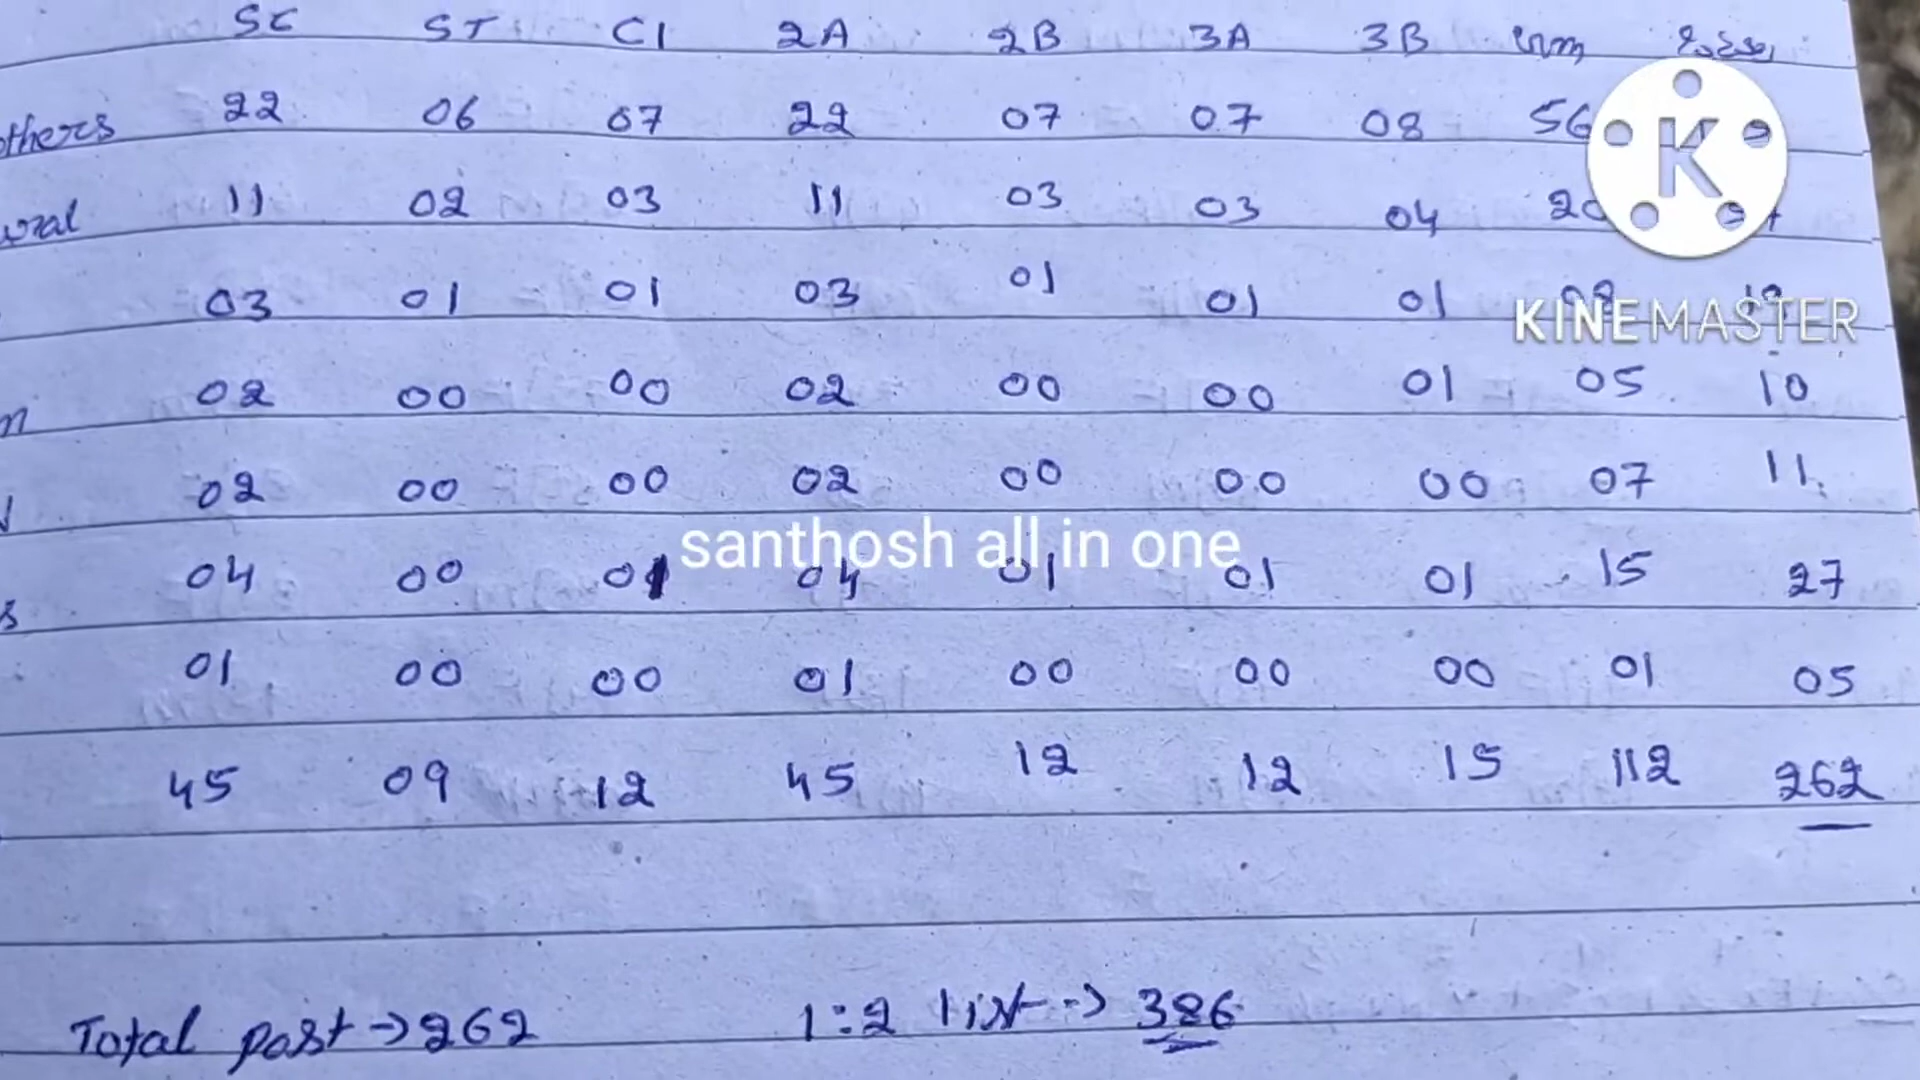 SC ST C1 2A 2B 3A 3B
22 06 07 22 07 07 08 56
11 02 03 11 03 03 04
03 01 01 03 01 01 01
KINEMASTER
02 00 00 02 00 00 01 05 10
02 00 00 02 00 00 00 07 11
santhosh all in one
04 00 01 04 01 01 01 15 27
01 00 00 01 00 00 00 01 05
45 09 12 45 12 12 15 112 262
Total post → 262 1:2 list → 386